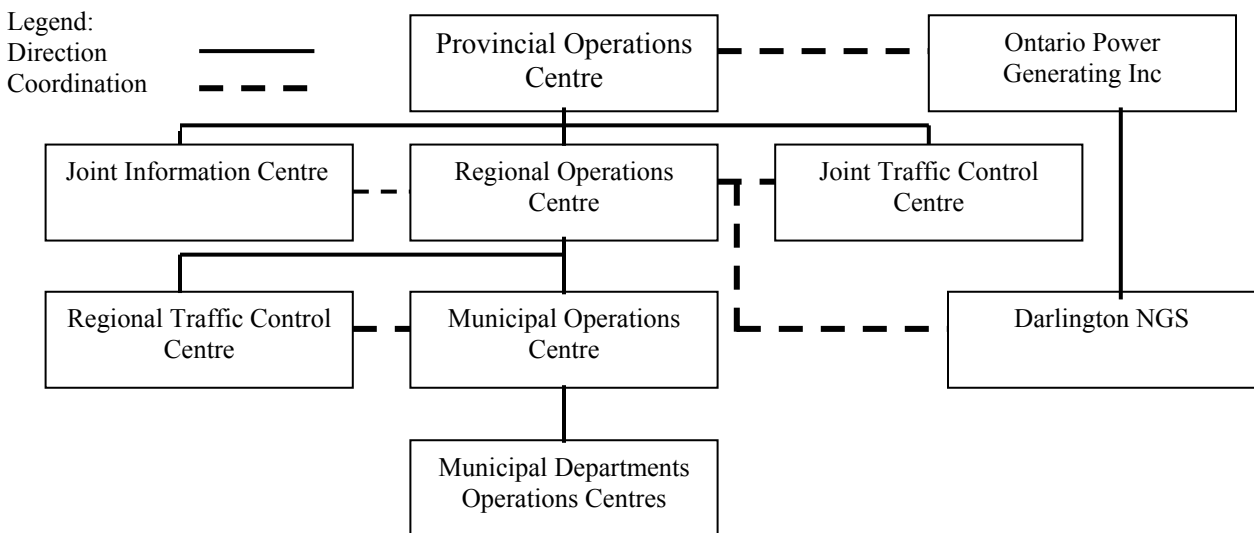 Legend:
Direction
Coordination
Provincial Operations
Centre
Ontario Power
Generating Inc
Joint Information Centre
Regional Operations
Centre
Joint Traffic Control
Centre
Regional Traffic Control
Centre
Municipal Operations
Centre
Darlington NGS
Municipal Departments
Operations Centres